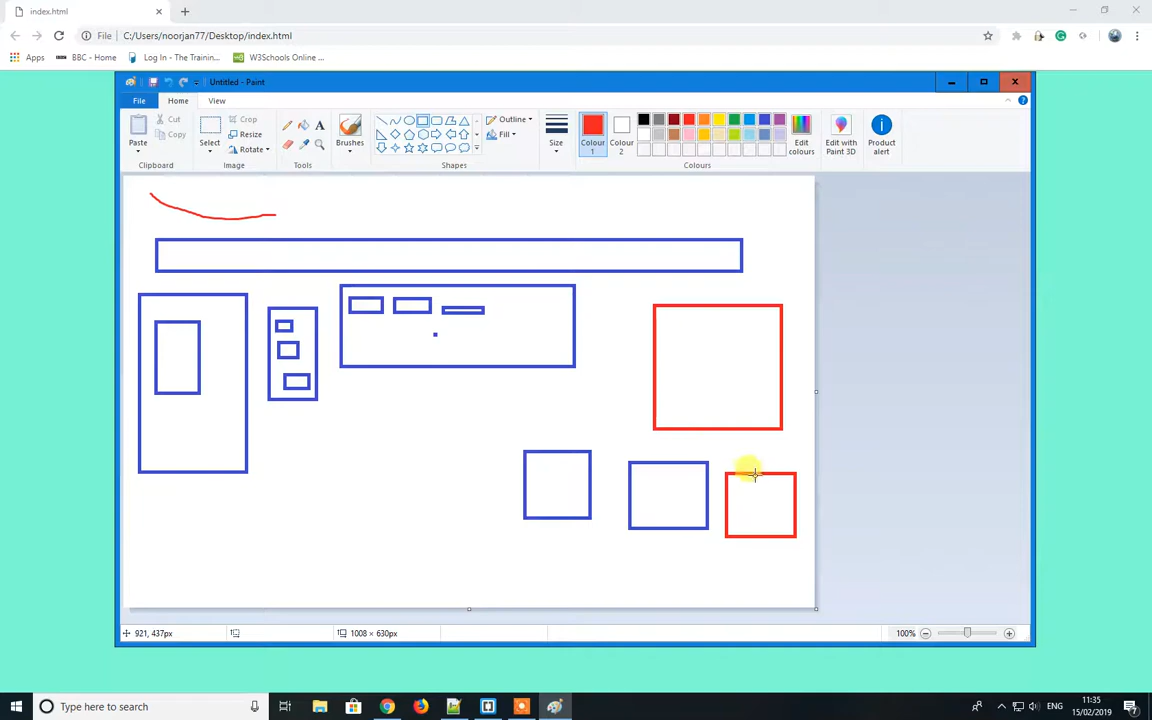 index.html
File C:/Users/noorjan77/Desktop/index.html
Apps BBC - Home Log In - The Trainin... W3Schools Online ...
Untitled - Paint
File Home View
Paste Cut Copy Clipboard
Select Crop Resize Rotate Image
Tools
Brushes
Outline Fill Shapes
Size
Colour 1
Colour 2
Edit colours
Colours
Edit with Paint 3D
Product alert
921, 437px
1008 × 630px
100%
Type here to search
ENG
11:35
15/02/2019
7